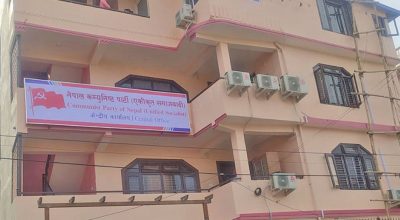 नेपाल कम्युनिष्ट पार्टी (एकीकृत समाजवादी)
Communist Party of Nepal (Unified Socialist)
केन्द्रीय कार्यालय | Central Office